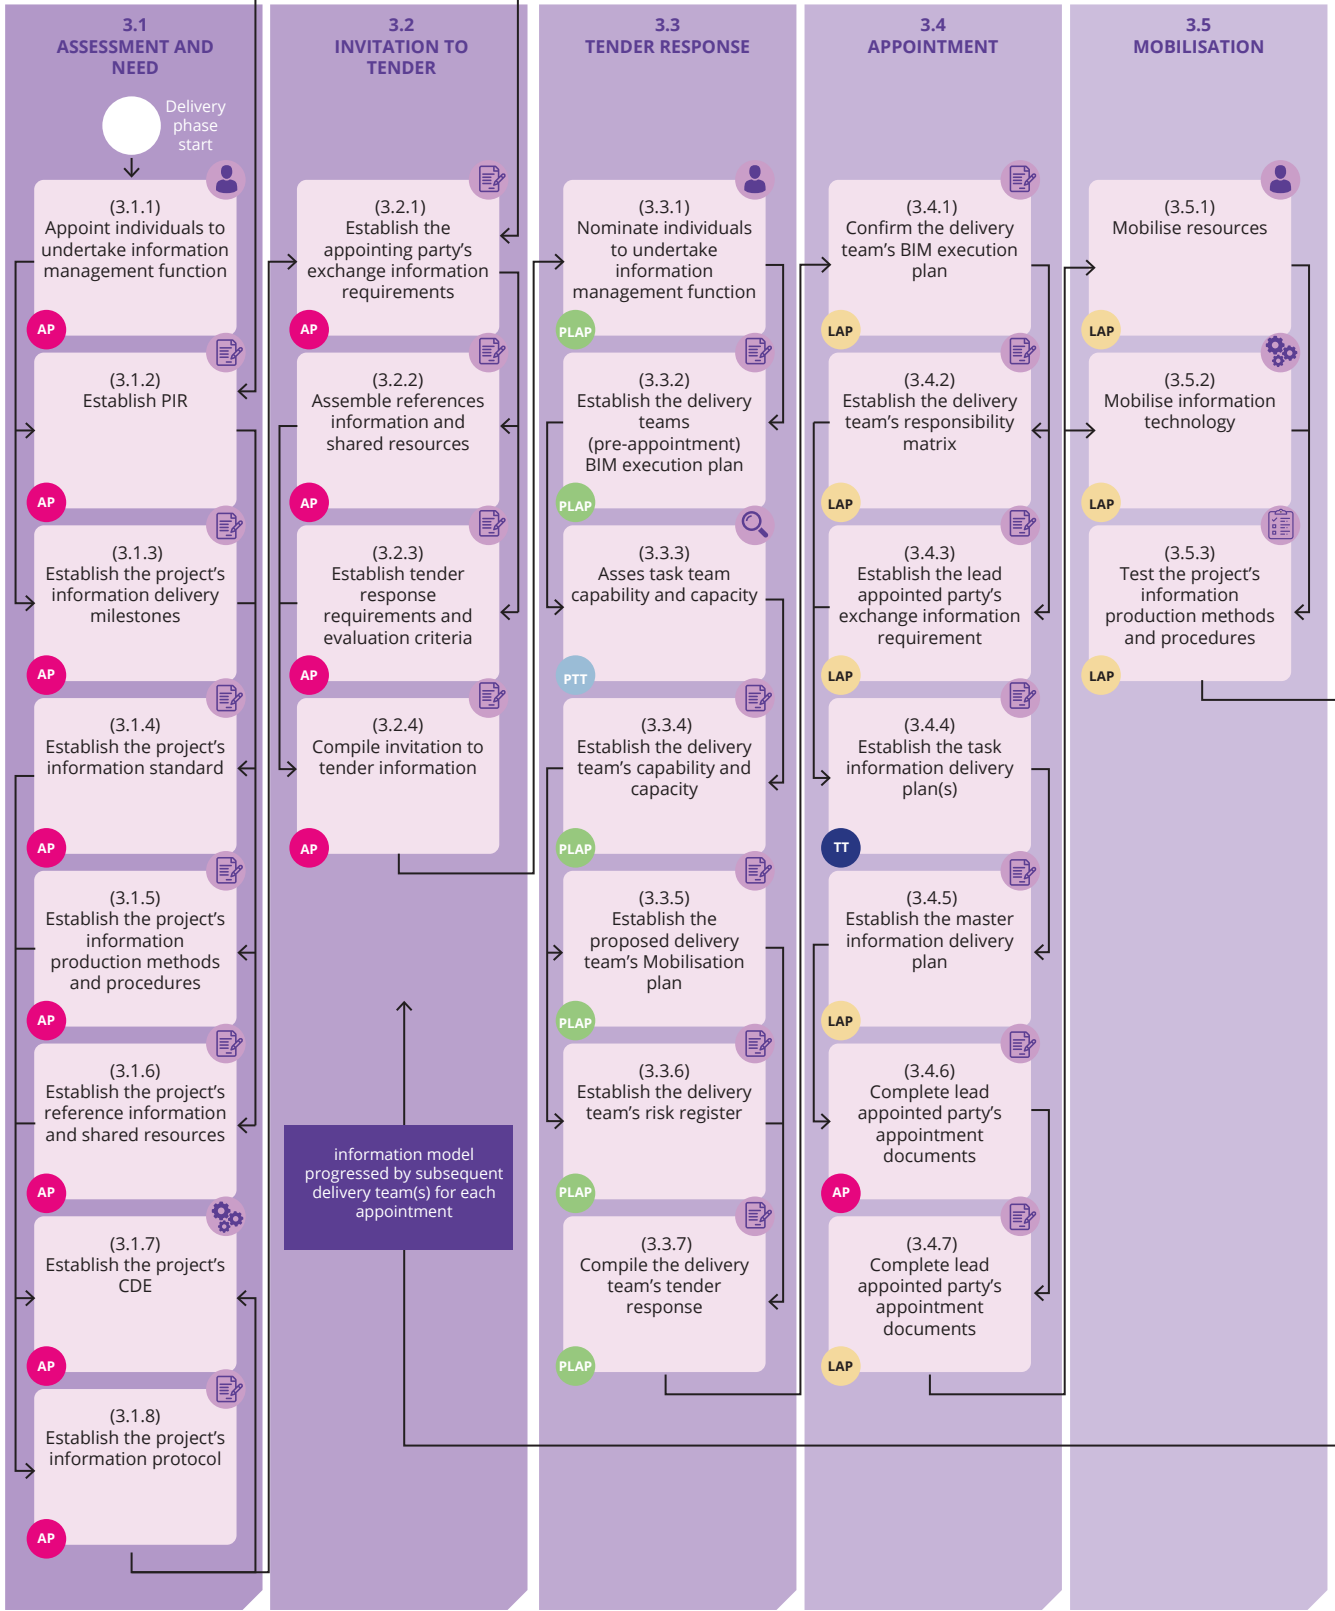 3.1
ASSESSMENT AND
NEED
Delivery
phase
start
(3.1.1)
Appoint individuals to
undertake information
management function
AP
(3.1.2)
Establish PIR
AP
(3.1.3)
Establish the project's
information delivery
milestones
AP
(3.1.4)
Establish the project's
information standard
AP
(3.1.5)
Establish the project's
information
production methods
and procedures
AP
(3.1.6)
Establish the project's
reference information
and shared resources
AP
(3.1.7)
Establish the project's
CDE
AP
(3.1.8)
Establish the project's
information protocol
AP
3.2
INVITATION TO
TENDER
(3.2.1)
Establish the
appointing party's
exchange information
requirements
AP
(3.2.2)
Assemble references
information and
shared resources
AP
(3.2.3)
Establish tender
response
requirements and
evaluation criteria
AP
(3.2.4)
Compile invitation to
tender information
AP
information model
progressed by subsequent
delivery team(s) for each
appointment
3.3
TENDER RESPONSE
(3.3.1)
Nominate individuals
to undertake
information
management function
PLAP
(3.3.2)
Establish the delivery
teams
(pre-appointment)
BIM execution plan
PLAP
(3.3.3)
Asses task team
capability and capacity
PTT
(3.3.4)
Establish the delivery
team's capability and
capacity
PLAP
(3.3.5)
Establish the
proposed delivery
team's Mobilisation
plan
PLAP
(3.3.6)
Establish the delivery
team's risk register
PLAP
(3.3.7)
Compile the delivery
team's tender
response
PLAP
3.4
APPOINTMENT
(3.4.1)
Confirm the delivery
team's BIM execution
plan
LAP
(3.4.2)
Establish the delivery
team's responsibility
matrix
LAP
(3.4.3)
Establish the lead
appointed party's
exchange information
requirement
LAP
(3.4.4)
Establish the task
information delivery
plan(s)
TT
(3.4.5)
Establish the master
information delivery
plan
LAP
(3.4.6)
Complete lead
appointed party's
appointment
documents
AP
(3.4.7)
Complete lead
appointed party's
appointment
documents
LAP
3.5
MOBILISATION
(3.5.1)
Mobilise resources
LAP
(3.5.2)
Mobilise information
technology
LAP
(3.5.3)
Test the project's
information
production methods
and procedures
LAP